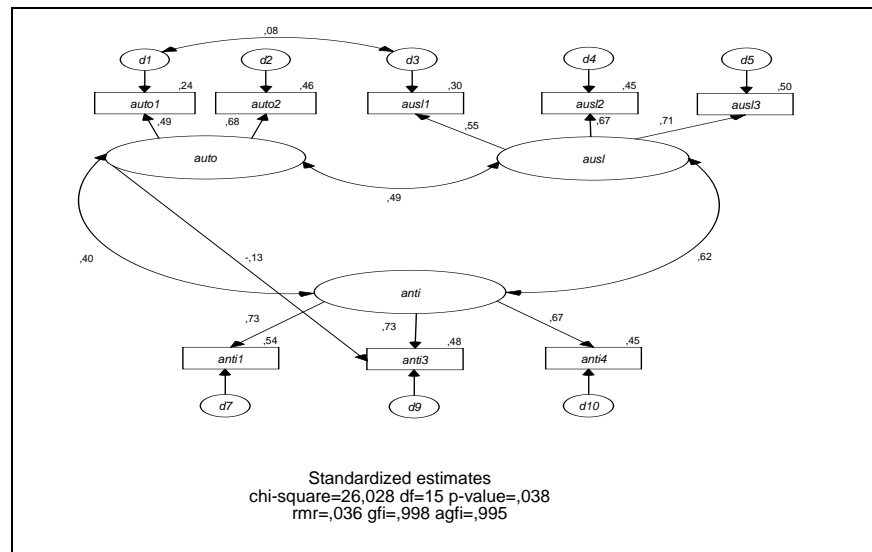 ,08
d1 d2 d3 d4 d5
,24 ,46 ,30 ,45 ,50
auto1 auto2 ausl1 ausl2 ausl3
,49 ,68 ,55 ,67 ,71
auto ausl
,49
,40 -,13 ,62
anti
,73 ,73 ,67
,54 ,48 ,45
anti1 anti3 anti4
d7 d9 d10
Standardized estimates
chi-square=26,028 df=15 p-value=,038
rmr=,036 gfi=,998 agfi=,995